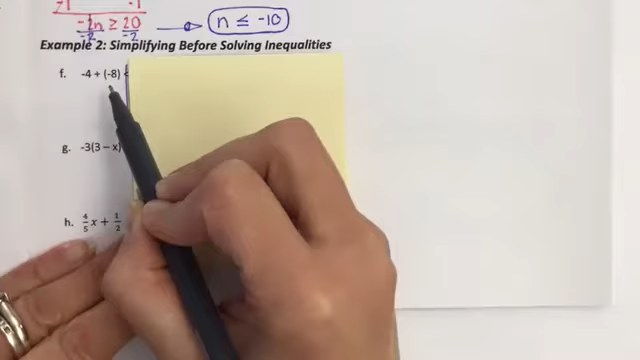 -1 -1
-2n ≥ 20
-2 -2 → n ≤ -10
Example 2: Simplifying Before Solving Inequalities
f. -4 + (-8)
g. -3(3 – x)
h. 4/5 x + 1/2